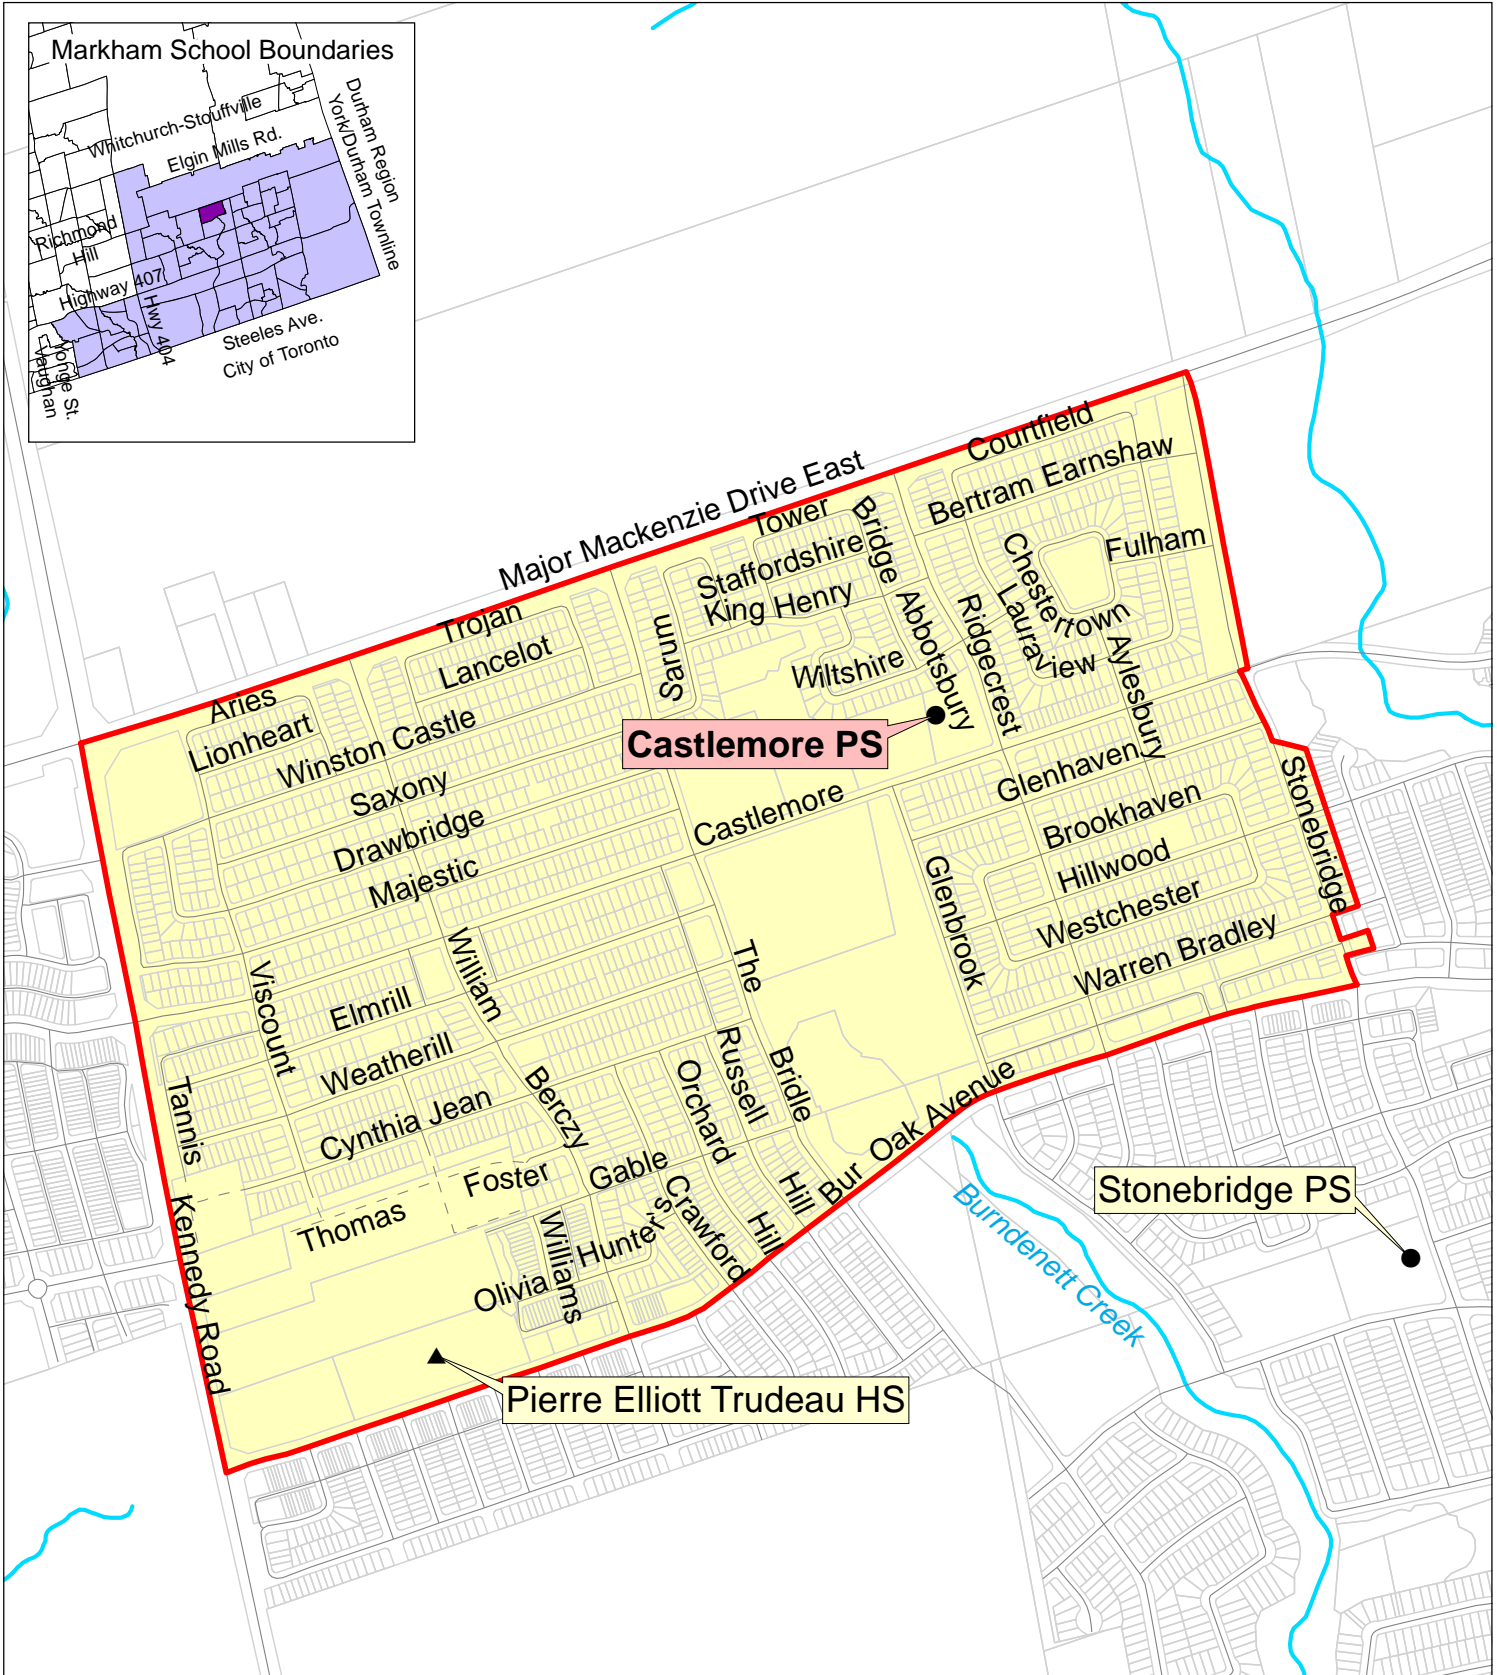 Markham School Boundaries
Whitchurch-Stouffville
Elgin Mills Rd.
Durham Region
York/Durham Townline
Richmond
Hill
Highway 407
Hwy 404
Steeles Ave.
City of Toronto
Yonge St.
Vaughan
Major Mackenzie Drive East
Courtfield
Bertram Earnshaw
Tower
Bridge
Staffordshire
King Henry
Fulham
Chestertown
Trojan
Lancelot
Sarum
Abbotsbury
Ridgecrest
Laura
View
Aylesbury
Wiltshire
Aries
Lionheart
Winston Castle
Castlemore PS
Saxony
Drawbridge
Majestic
Castlemore
Glenhaven
Brookhaven
Hillwood
Stonebridge
Glenbrook
Westchester
Warren Bradley
Viscount
William
The
Elmrill
Weatherill
Russell
Bridle
Orchard
Tannis
Cynthia Jean
Berczy
Bur Oak Avenue
Foster
Gable
Hill
Crawford
Hill
Thomas
Hunter's
Williams
Olivia
Kennedy Road
Burndenett Creek
Stonebridge PS
Pierre Elliott Trudeau HS